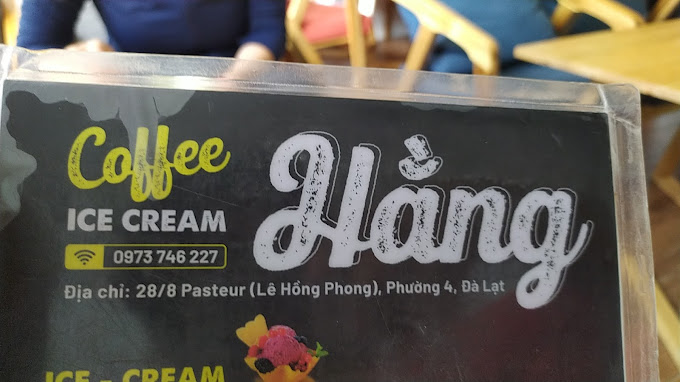 Coffee
ICE CREAM
Hằng
0973 746 227
Địa chỉ: 28/8 Pasteur (Lê Hồng Phong), Phường 4, Đà Lạt
ICE - CREAM